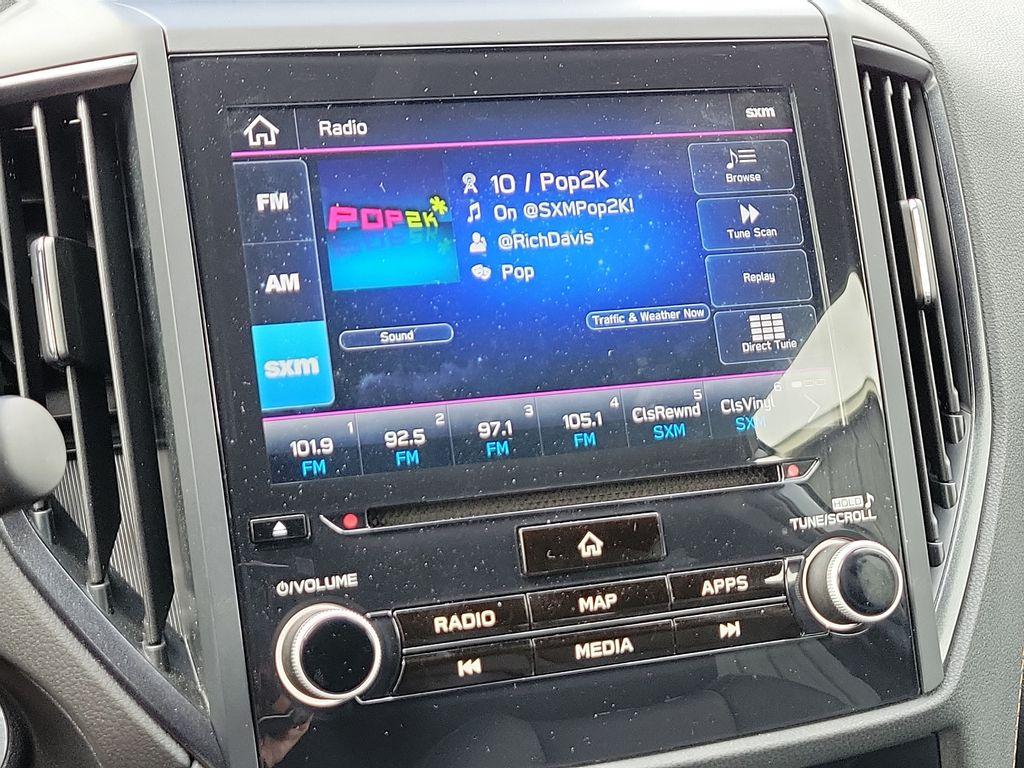 Radio
sxm
FM
AM
sxm
POP2K*
10 / Pop2K
On @SXMPop2K!
@RichDavis
Pop
Browse
Tune Scan
Replay
Direct Tune
Sound
Traffic & Weather Now
1
101.9
FM
2
92.5
FM
3
97.1
FM
4
105.1
FM
5
ClsRewnd
SXM
6
ClsVinyl
SXM
HOLD
TUNE/SCROLL
VOLUME
RADIO
MAP
APPS
MEDIA